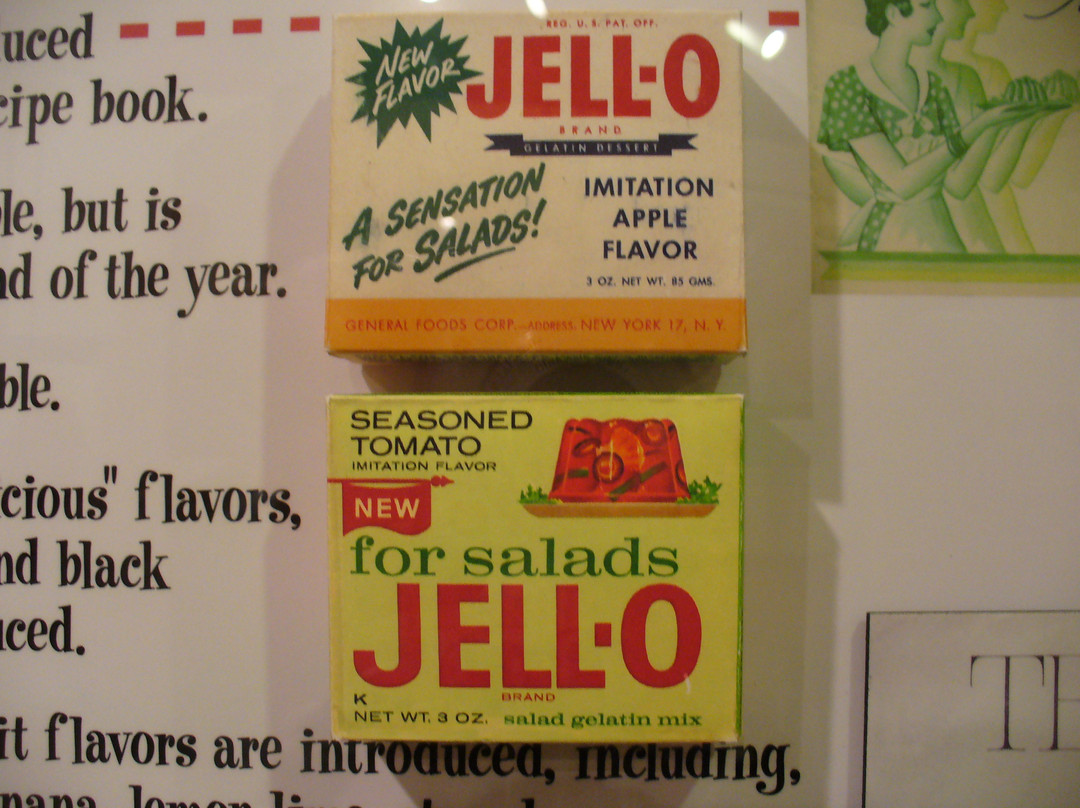 uced
cipe book.
le, but is
nd of the year.
ble.
cious" flavors,
nd black
uced.
it flavors are introduced, including,
REG. U. S. PAT. OFF.
NEW
FLAVOR
JELL-O
BRAND
GELATIN DESSERT
A SENSATION
FOR SALADS!
IMITATION
APPLE
FLAVOR
3 OZ. NET WT. 85 GMS.
GENERAL FOODS CORP.—ADDRESS: NEW YORK 17, N. Y.
SEASONED
TOMATO
IMITATION FLAVOR
NEW
for salads
JELL-O
BRAND
K
NET WT. 3 OZ. salad gelatin mix
TH